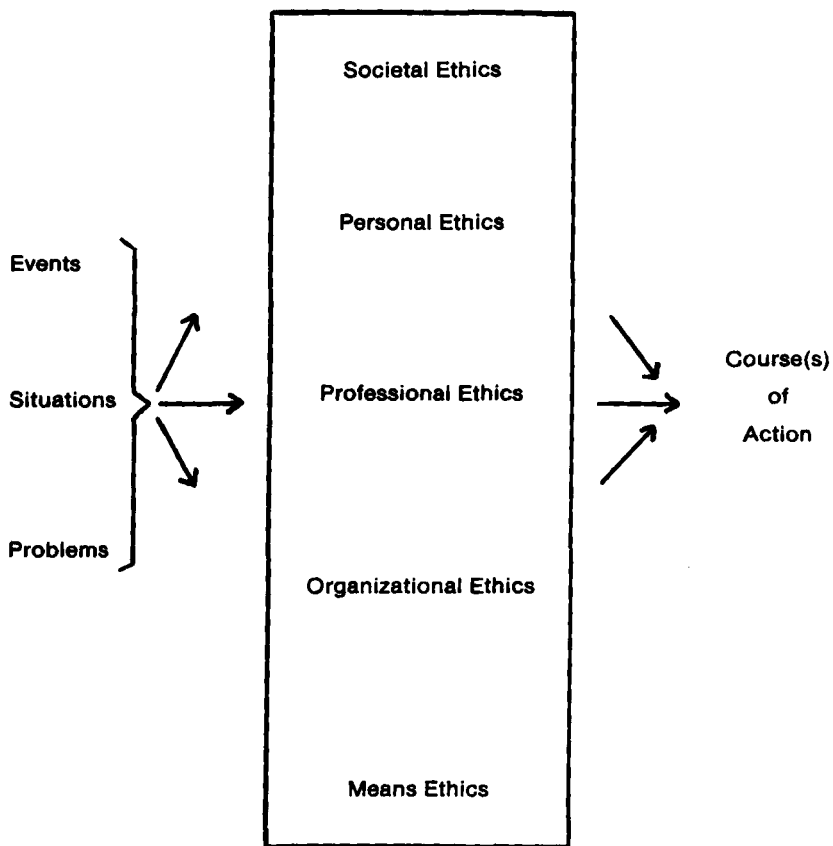 Events
Situations
Problems
Societal Ethics
Personal Ethics
Professional Ethics
Organizational Ethics
Means Ethics
Course(s)
of
Action